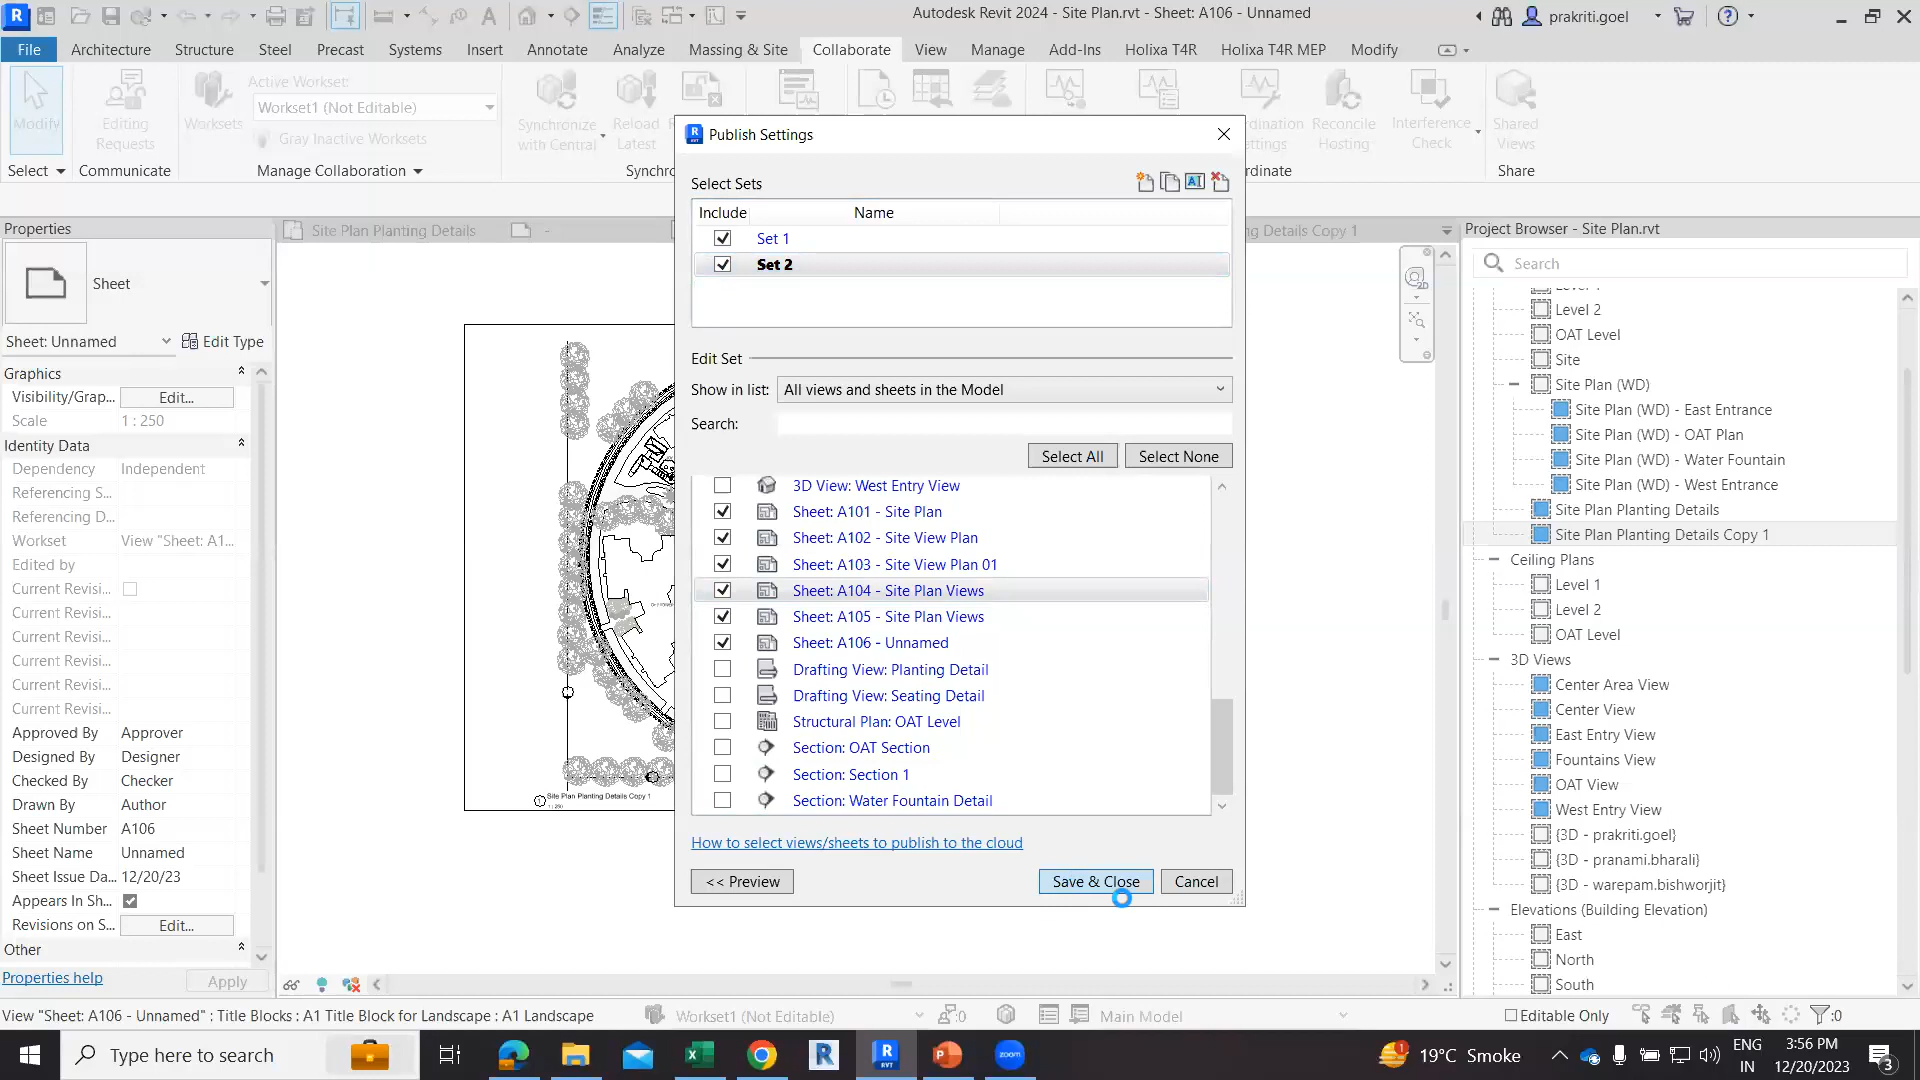 Autodesk Revit 2024 - Site Plan.rvt - Sheet: A106 - Unnamed
prakriti.goel
File Architecture Structure Steel Precast Systems Insert Annotate Analyze Massing & Site Collaborate View Manage Add-Ins Holixa T4R Holixa T4R MEP Modify
Modify
Select
Editing
Requests
Communicate
Worksets
Active Workset:
Workset1 (Not Editable)
Gray Inactive Worksets
Manage Collaboration
Synchronize
with Central
Reload
Latest
Reconcile
Hosting
Interference
Check
Shared
Views
Share
Properties
Sheet
Sheet: Unnamed
Edit Type
Graphics
Visibility/Grap... Edit...
Scale 1 : 250
Identity Data
Dependency Independent
Referencing S...
Referencing D...
Workset View "Sheet: A1...
Edited by
Current Revisi...
Current Revisi...
Current Revisi...
Current Revisi...
Current Revisi...
Current Revisi...
Approved By Approver
Designed By Designer
Checked By Checker
Drawn By Author
Sheet Number A106
Sheet Name Unnamed
Sheet Issue Da... 12/20/23
Appears In Sh...
Revisions on S... Edit...
Other
Properties help Apply
Site Plan Planting Details
-
ng Details Copy 1
Site Plan Planting Details Copy 1
Publish Settings
Select Sets
Include Name
Set 1
Set 2
Edit Set
Show in list: All views and sheets in the Model
Search:
Select All Select None
3D View: West Entry View
Sheet: A101 - Site Plan
Sheet: A102 - Site View Plan
Sheet: A103 - Site View Plan 01
Sheet: A104 - Site Plan Views
Sheet: A105 - Site Plan Views
Sheet: A106 - Unnamed
Drafting View: Planting Detail
Drafting View: Seating Detail
Structural Plan: OAT Level
Section: OAT Section
Section: Section 1
Section: Water Fountain Detail
How to select views/sheets to publish to the cloud
<< Preview Save & Close Cancel
Project Browser - Site Plan.rvt
Search
Level 1
Level 2
OAT Level
Site
Site Plan (WD)
Site Plan (WD) - East Entrance
Site Plan (WD) - OAT Plan
Site Plan (WD) - Water Fountain
Site Plan (WD) - West Entrance
Site Plan Planting Details
Site Plan Planting Details Copy 1
Ceiling Plans
Level 1
Level 2
OAT Level
3D Views
Center Area View
Center View
East Entry View
Fountains View
OAT View
West Entry View
{3D - prakriti.goel}
{3D - pranami.bharali}
{3D - warepam.bishworjit}
Elevations (Building Elevation)
East
North
South
View "Sheet: A106 - Unnamed" : Title Blocks : A1 Title Block for Landscape : A1 Landscape
Workset1 (Not Editable)
:0
Main Model
Editable Only
:0
Type here to search
zoom
19°C Smoke
ENG
IN
3:56 PM
12/20/2023
3